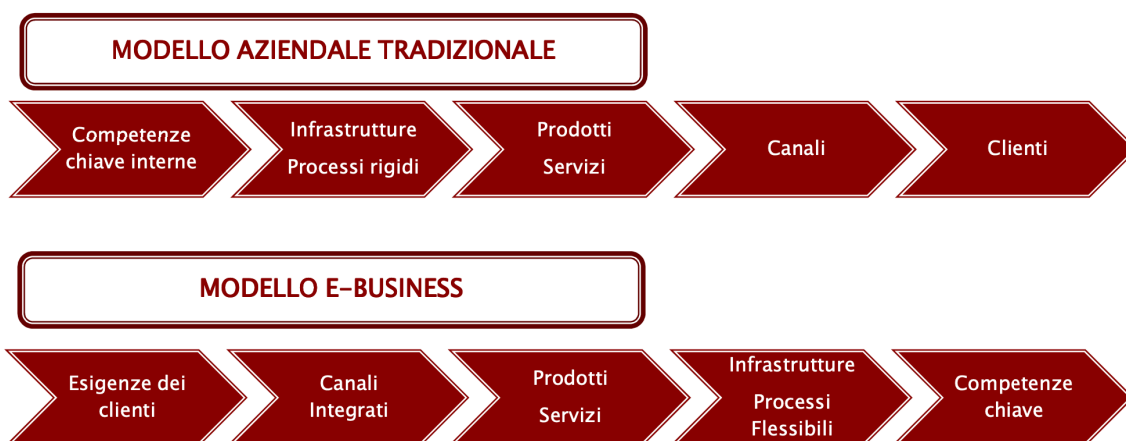 MODELLO AZIENDALE TRADIZIONALE
Competenze
chiave interne
Infrastrutture
Processi rigidi
Prodotti
Servizi
Canali
Clienti
MODELLO E-BUSINESS
Esigenze dei
clienti
Canali
Integrati
Prodotti
Servizi
Infrastrutture
Processi
Flessibili
Competenze
chiave